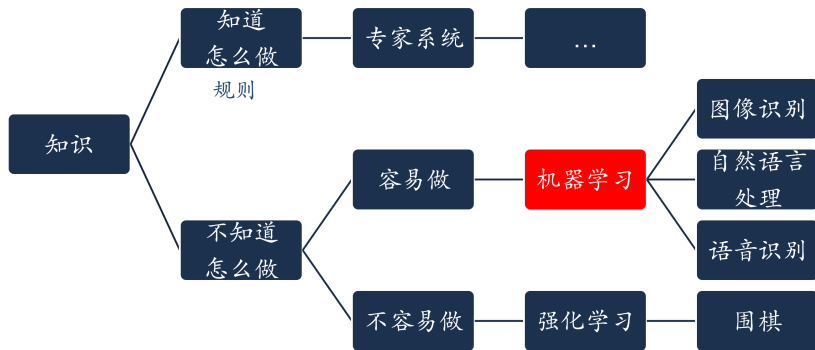 知道
怎么做
专家系统
…
规则
图像识别
知识
容易做
机器学习
自然语言
处理
不知道
怎么做
语音识别
不容易做
强化学习
围棋